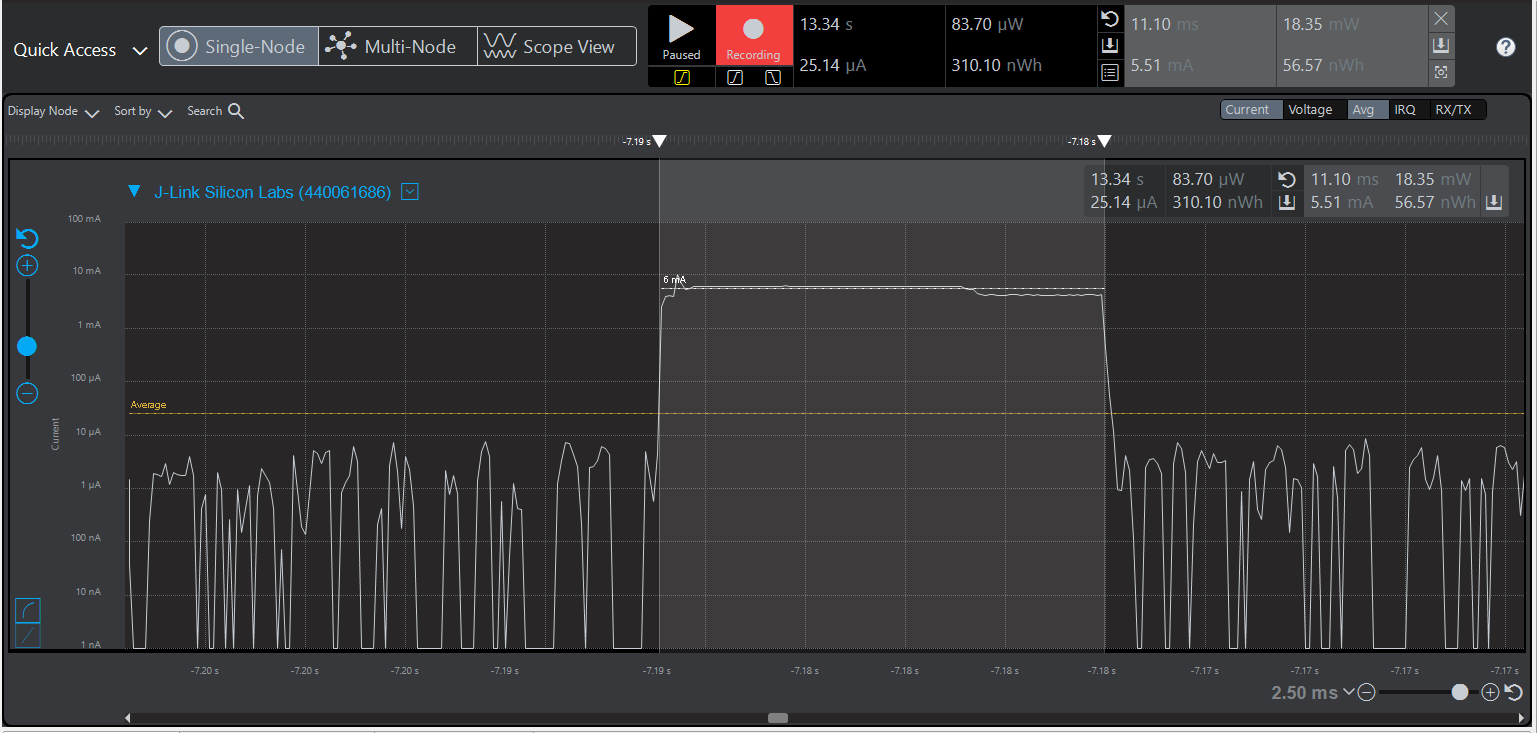 Quick Access
Single-Node
Multi-Node
Scope View
Paused
Recording
13.34 s
83.70 µW
25.14 µA
310.10 nWh
11.10 ms
18.35 mW
5.51 mA
56.57 nWh
Display Node
Sort by
Search
Current
Voltage
Avg
IRQ
RX/TX
-7.19 s
-7.18 s
J-Link Silicon Labs (440061686)
13.34 s
83.70 µW
25.14 µA
310.10 nWh
11.10 ms
18.35 mW
5.51 mA
56.57 nWh
100 mA
10 mA
6 mA
1 mA
100 µA
Average
10 µA
Current
1 µA
100 nA
10 nA
1 nA
-7.20 s
-7.20 s
-7.20 s
-7.19 s
-7.19 s
-7.18 s
-7.18 s
-7.18 s
-7.18 s
-7.17 s
-7.17 s
-7.17 s
-7.17 s
2.50 ms